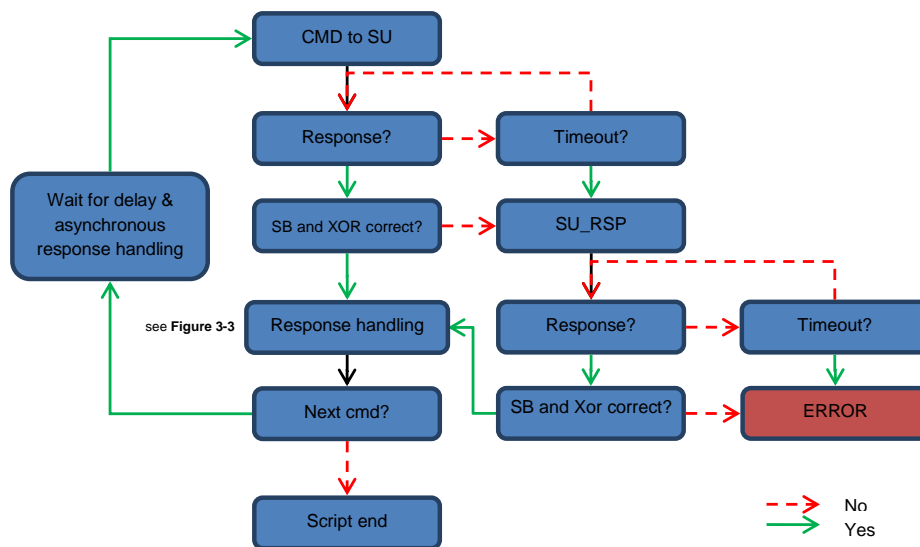 CMD to SU
Response?
Timeout?
Wait for delay &
asynchronous
response handling
SB and XOR correct?
SU_RSP
see Figure 3-3
Response handling
Response?
Timeout?
Next cmd?
SB and Xor correct?
ERROR
Script end
No
Yes